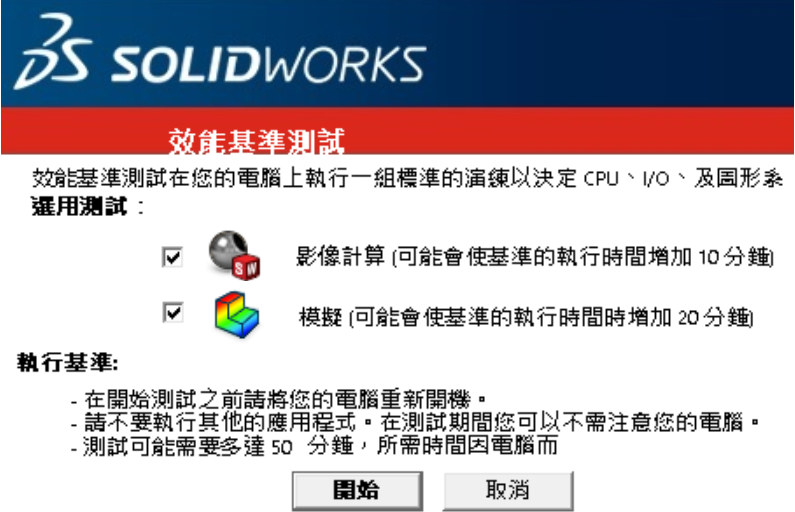 3S SOLIDWORKS
效能基準測試
效能基準測試在您的電腦上執行一組標準的演練以決定 CPU、I/O、及圖形系
選用測試：
SW
影像計算 (可能會使基準的執行時間增加 10 分鐘)
模擬 (可能會使基準的執行時間時增加 20 分鐘)
執行基準:
- 在開始測試之前請將您的電腦重新開機。
- 請不要執行其他的應用程式。在測試期間您可以不需注意您的電腦。
- 測試可能需要多達 50 分鐘，所需時間因電腦而
開始 取消